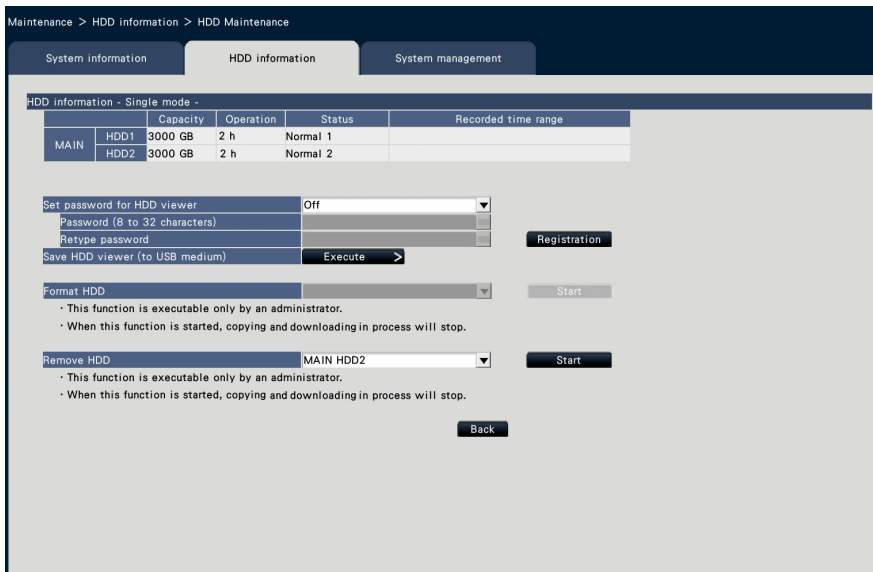 Maintenance > HDD information > HDD Maintenance
System information HDD information System management
HDD information - Single mode -
Capacity Operation Status Recorded time range
MAIN HDD1 3000 GB 2 h Normal 1
HDD2 3000 GB 2 h Normal 2
Set password for HDD viewer Off
Password (8 to 32 characters)
Retype password Registration
Save HDD viewer (to USB medium) Execute >
Format HDD Start
・This function is executable only by an administrator.
・When this function is started, copying and downloading in process will stop.
Remove HDD MAIN HDD2 Start
・This function is executable only by an administrator.
・When this function is started, copying and downloading in process will stop.
Back